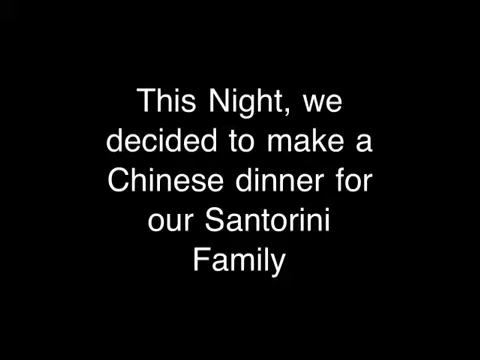 This Night, we
decided to make a
Chinese dinner for
our Santorini
Family